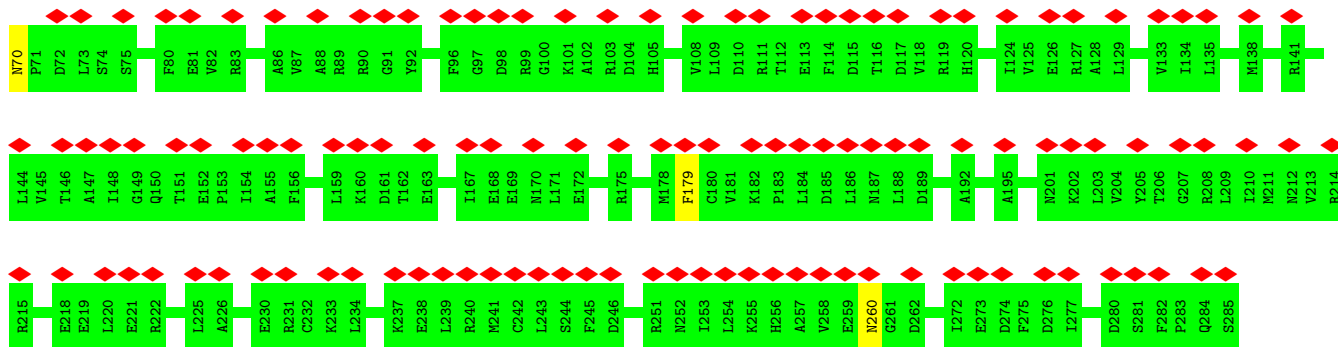 N70 P71 D72 L73 S74 S75 F80 E81 V82 R83 A86 V87 A88 R89 R90 G91 Y92 F96 G97 D98 R99 G100 K101 A102 R103 D104 H105 V108 L109 D110 R111 T112 E113 F114 D115 T116 D117 V118 R119 H120 I124 V125 E126 R127 A128 L129 V133 I134 L135 M138 R141
L144 V145 T146 A147 I148 G149 Q150 T151 E152 P153 I154 A155 F156 L159 K160 D161 T162 E163 I167 E168 E169 N170 L171 E172 R175 M178 F179 C180 V181 K182 P183 L184 D185 L186 N187 L188 D189 A192 A195 N201 K202 L203 V204 Y205 T206 G207 R208 L209 I210 M211 N212 V213 R214
R215 E218 E219 L220 E221 R222 L225 A226 E230 R231 C232 K233 L234 K237 E238 L239 R240 M241 C242 L243 S244 F245 D246 R251 N252 I253 L254 K255 H256 A257 V258 E259 N260 G261 D262 I272 E273 D274 F275 D276 I277 D280 S281 F282 P283 Q284 S285